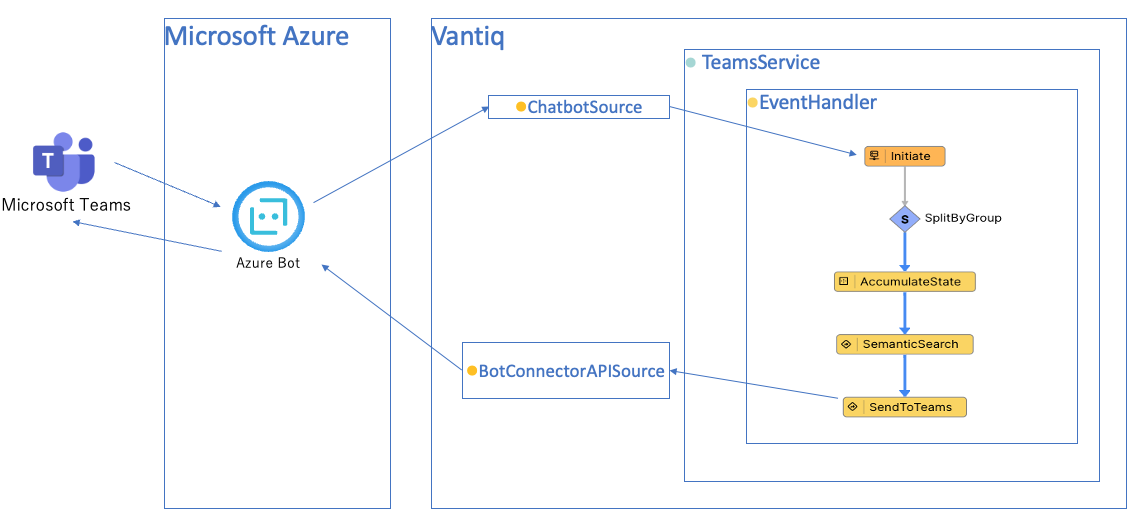 Microsoft Azure
Vantiq
TeamsService
EventHandler
ChatbotSource
Initiate
T
Microsoft Teams
S
SplitByGroup
Azure Bot
AccumulateState
SemanticSearch
BotConnectorAPISource
SendToTeams